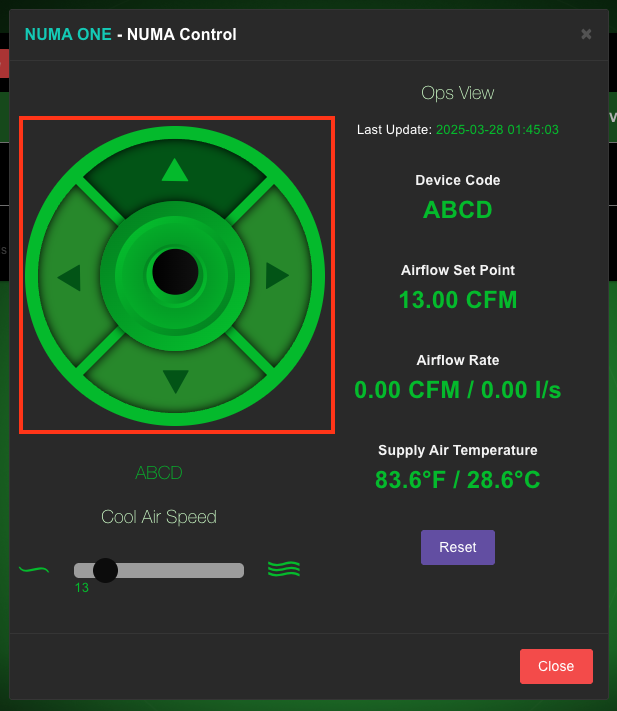 NUMA ONE - NUMA Control
Ops View
Last Update: 2025-03-28 01:45:03
Device Code
ABCD
Airflow Set Point
13.00 CFM
Airflow Rate
0.00 CFM / 0.00 l/s
Supply Air Temperature
83.6°F / 28.6°C
Reset
ABCD
Cool Air Speed
13
Close